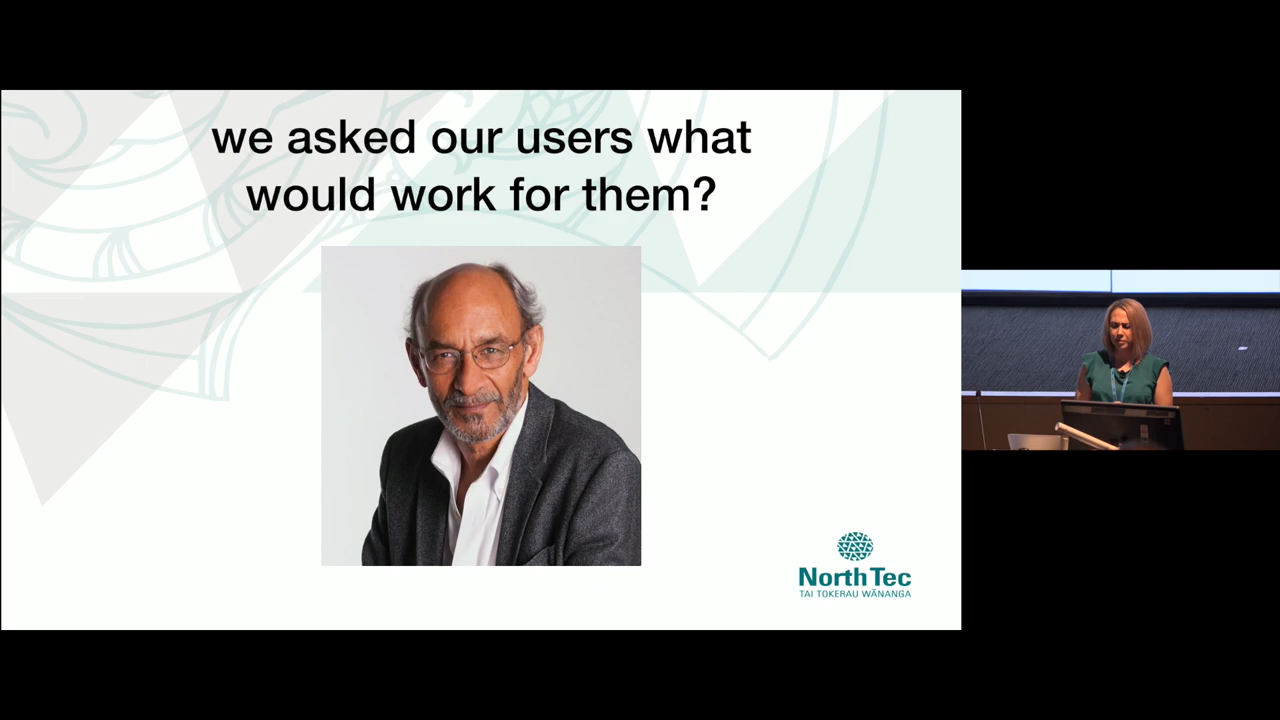 we asked our users what
would work for them?
NorthTec
TAI TOKERAU WĀNANGA